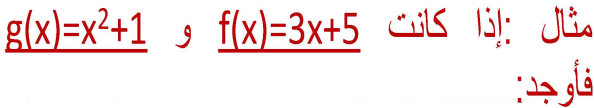 مثال :إذا كانت f(x)=3x+5 و g(x)=x²+1
فأوجد: